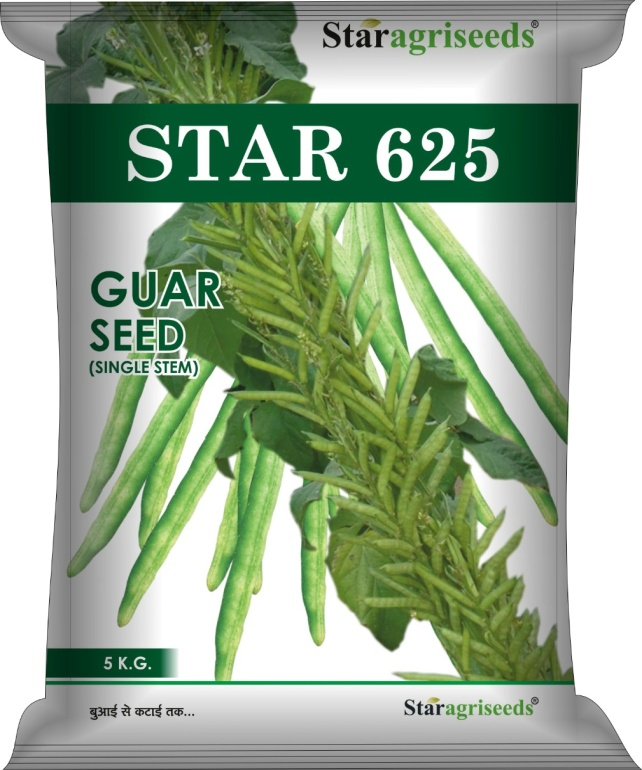 Staragriseeds®
STAR 625
GUAR
SEED
(SINGLE STEM)
5 K.G.
बुआई से कटाई तक...
Staragriseeds®